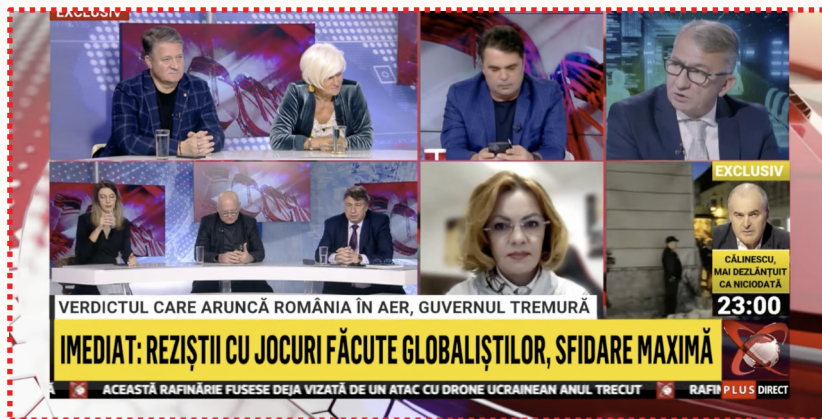 EXCLUSIV
EXCLUSIV
CĂLINESCU,
MAI DEZLĂNȚUIT
CA NICIODATĂ
23:00
VERDICTUL CARE ARUNCĂ ROMÂNIA ÎN AER, GUVERNUL TREMURĂ
IMEDIAT: REZIȘTII CU JOCURI FĂCUTE GLOBALIȘTILOR, SFIDARE MAXIMĂ
ACEASTĂ RAFINĂRIE FUSESE DEJA VIZATĂ DE UN ATAC CU DRONE UCRAINEAN ANUL TRECUT
RAFIN
PLUS DIRECT